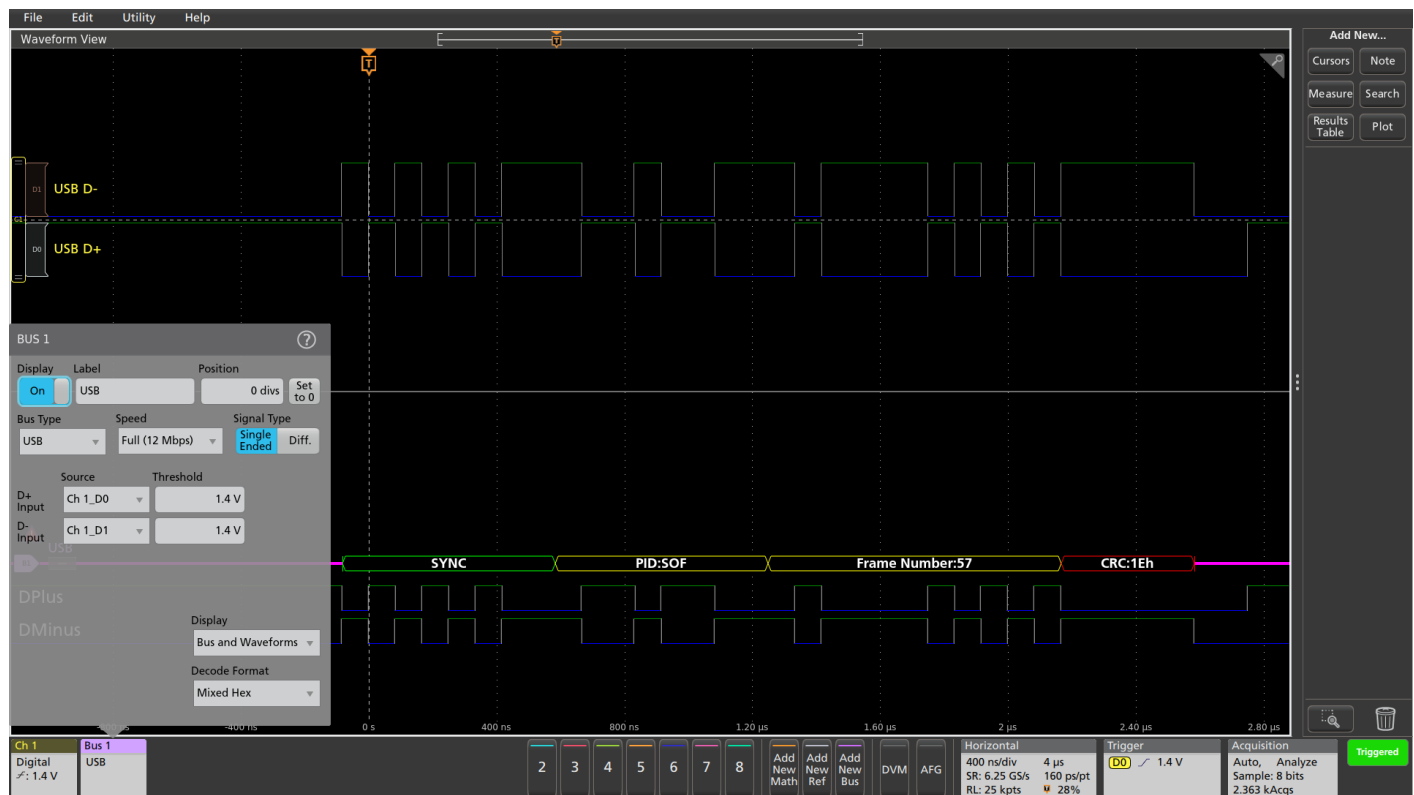 File Edit Utility Help
Waveform View
Add New...
Cursors Note
Measure Search
Results Table Plot
T
T
D1 USB D-
C1
D0 USB D+
BUS 1 ?
Display Label Position
On USB 0 divs Set to 0
Bus Type Speed Signal Type
USB Full (12 Mbps) Single Ended Diff.
Source Threshold
D+ Input Ch 1_D0 1.4 V
D- Input Ch 1_D1 1.4 V
USB
B1 SYNC PID:SOF Frame Number:57 CRC:1Eh
DPlus
DMinus
Display
Bus and Waveforms
Decode Format
Mixed Hex
-400 ns 0 s 400 ns 800 ns 1.20 µs 1.60 µs 2 µs 2.40 µs 2.80 µs
Ch 1
Digital
: 1.4 V
Bus 1
USB
2 3 4 5 6 7 8
Add New Math
Add New Ref
Add New Bus
DVM AFG
Horizontal
400 ns/div 4 µs
SR: 6.25 GS/s 160 ps/pt
RL: 25 kpts 28%
Trigger
D0 1.4 V
Acquisition
Auto, Analyze
Sample: 8 bits
2.363 kAcqs
Triggered